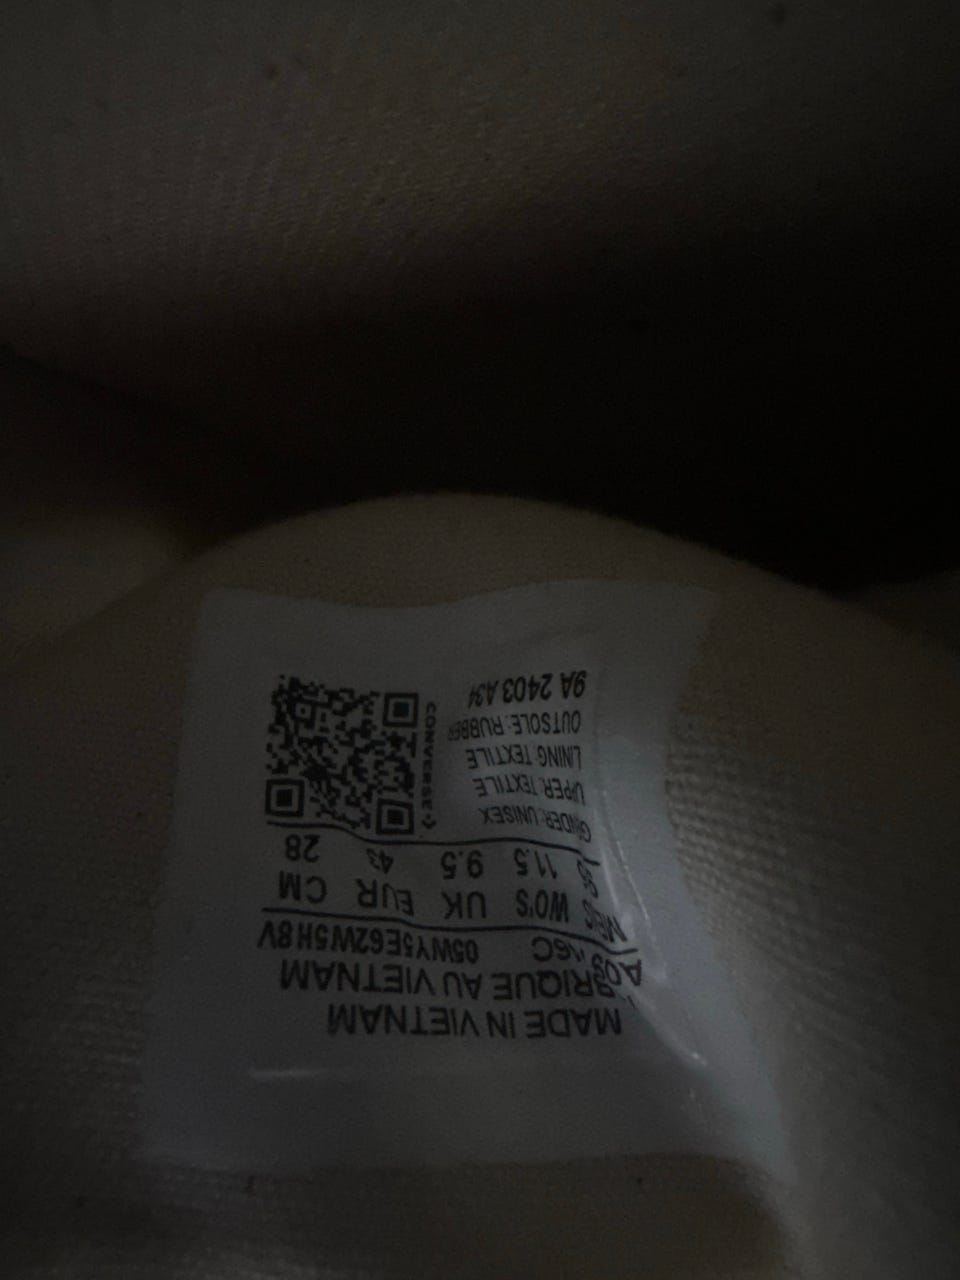 MADE IN VIETNAM
FABRIQUE AU VIETNAM
05WY5E62W5H8V
WO'S UK EUR CM
11.5 9.5 43 28
GENDER: UNISEX
UPPER: TEXTILE
LINING: TEXTILE
OUTSOLE: RUBBER
9A 2403 A34
CONVERSE